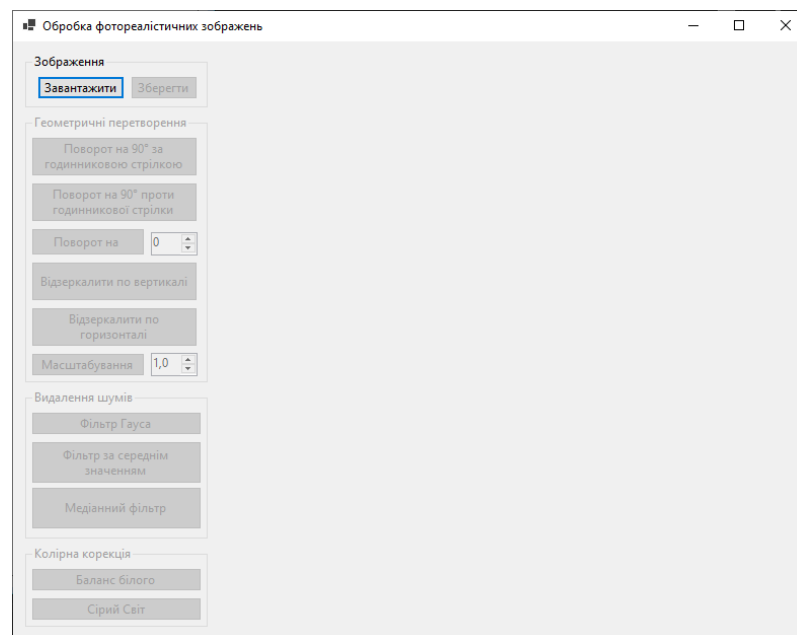 Обробка фотореалістичних зображень
Зображення
Завантажити Зберегти
Геометричні перетворення
Поворот на 90° за
годинниковою стрілкою
Поворот на 90° проти
годинникової стрілки
Поворот на 0
Відзеркалити по вертикалі
Відзеркалити по
горизонталі
Масштабування 1,0
Видалення шумів
Фільтр Гауса
Фільтр за середнім
значенням
Медіанний фільтр
Колірна корекція
Баланс білого
Сірий Світ